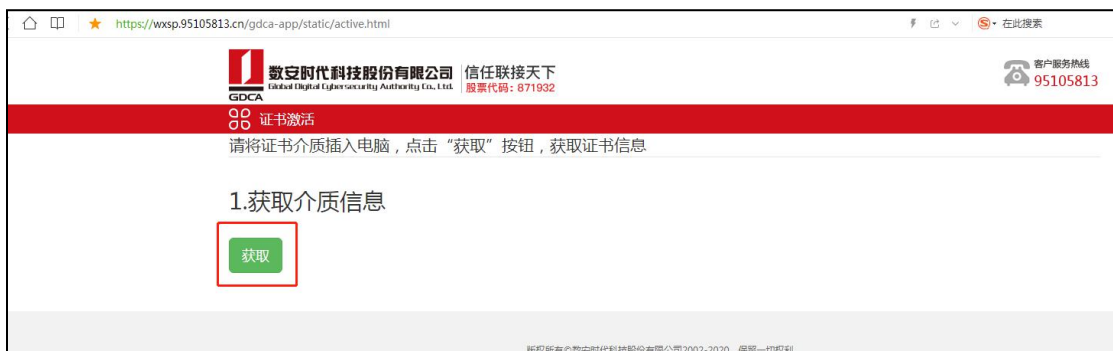 https://wxsp.95105813.cn/gdca-app/static/active.html
在此搜索
数安时代科技股份有限公司
Global Digital Cybersecurity Authority Co., Ltd.
GDCA
信任联接天下
股票代码：871932
客户服务热线
95105813
证书激活
请将证书介质插入电脑，点击“获取”按钮，获取证书信息
1.获取介质信息
获取
版权所有©数安时代科技股份有限公司2002-2020 保留一切权利